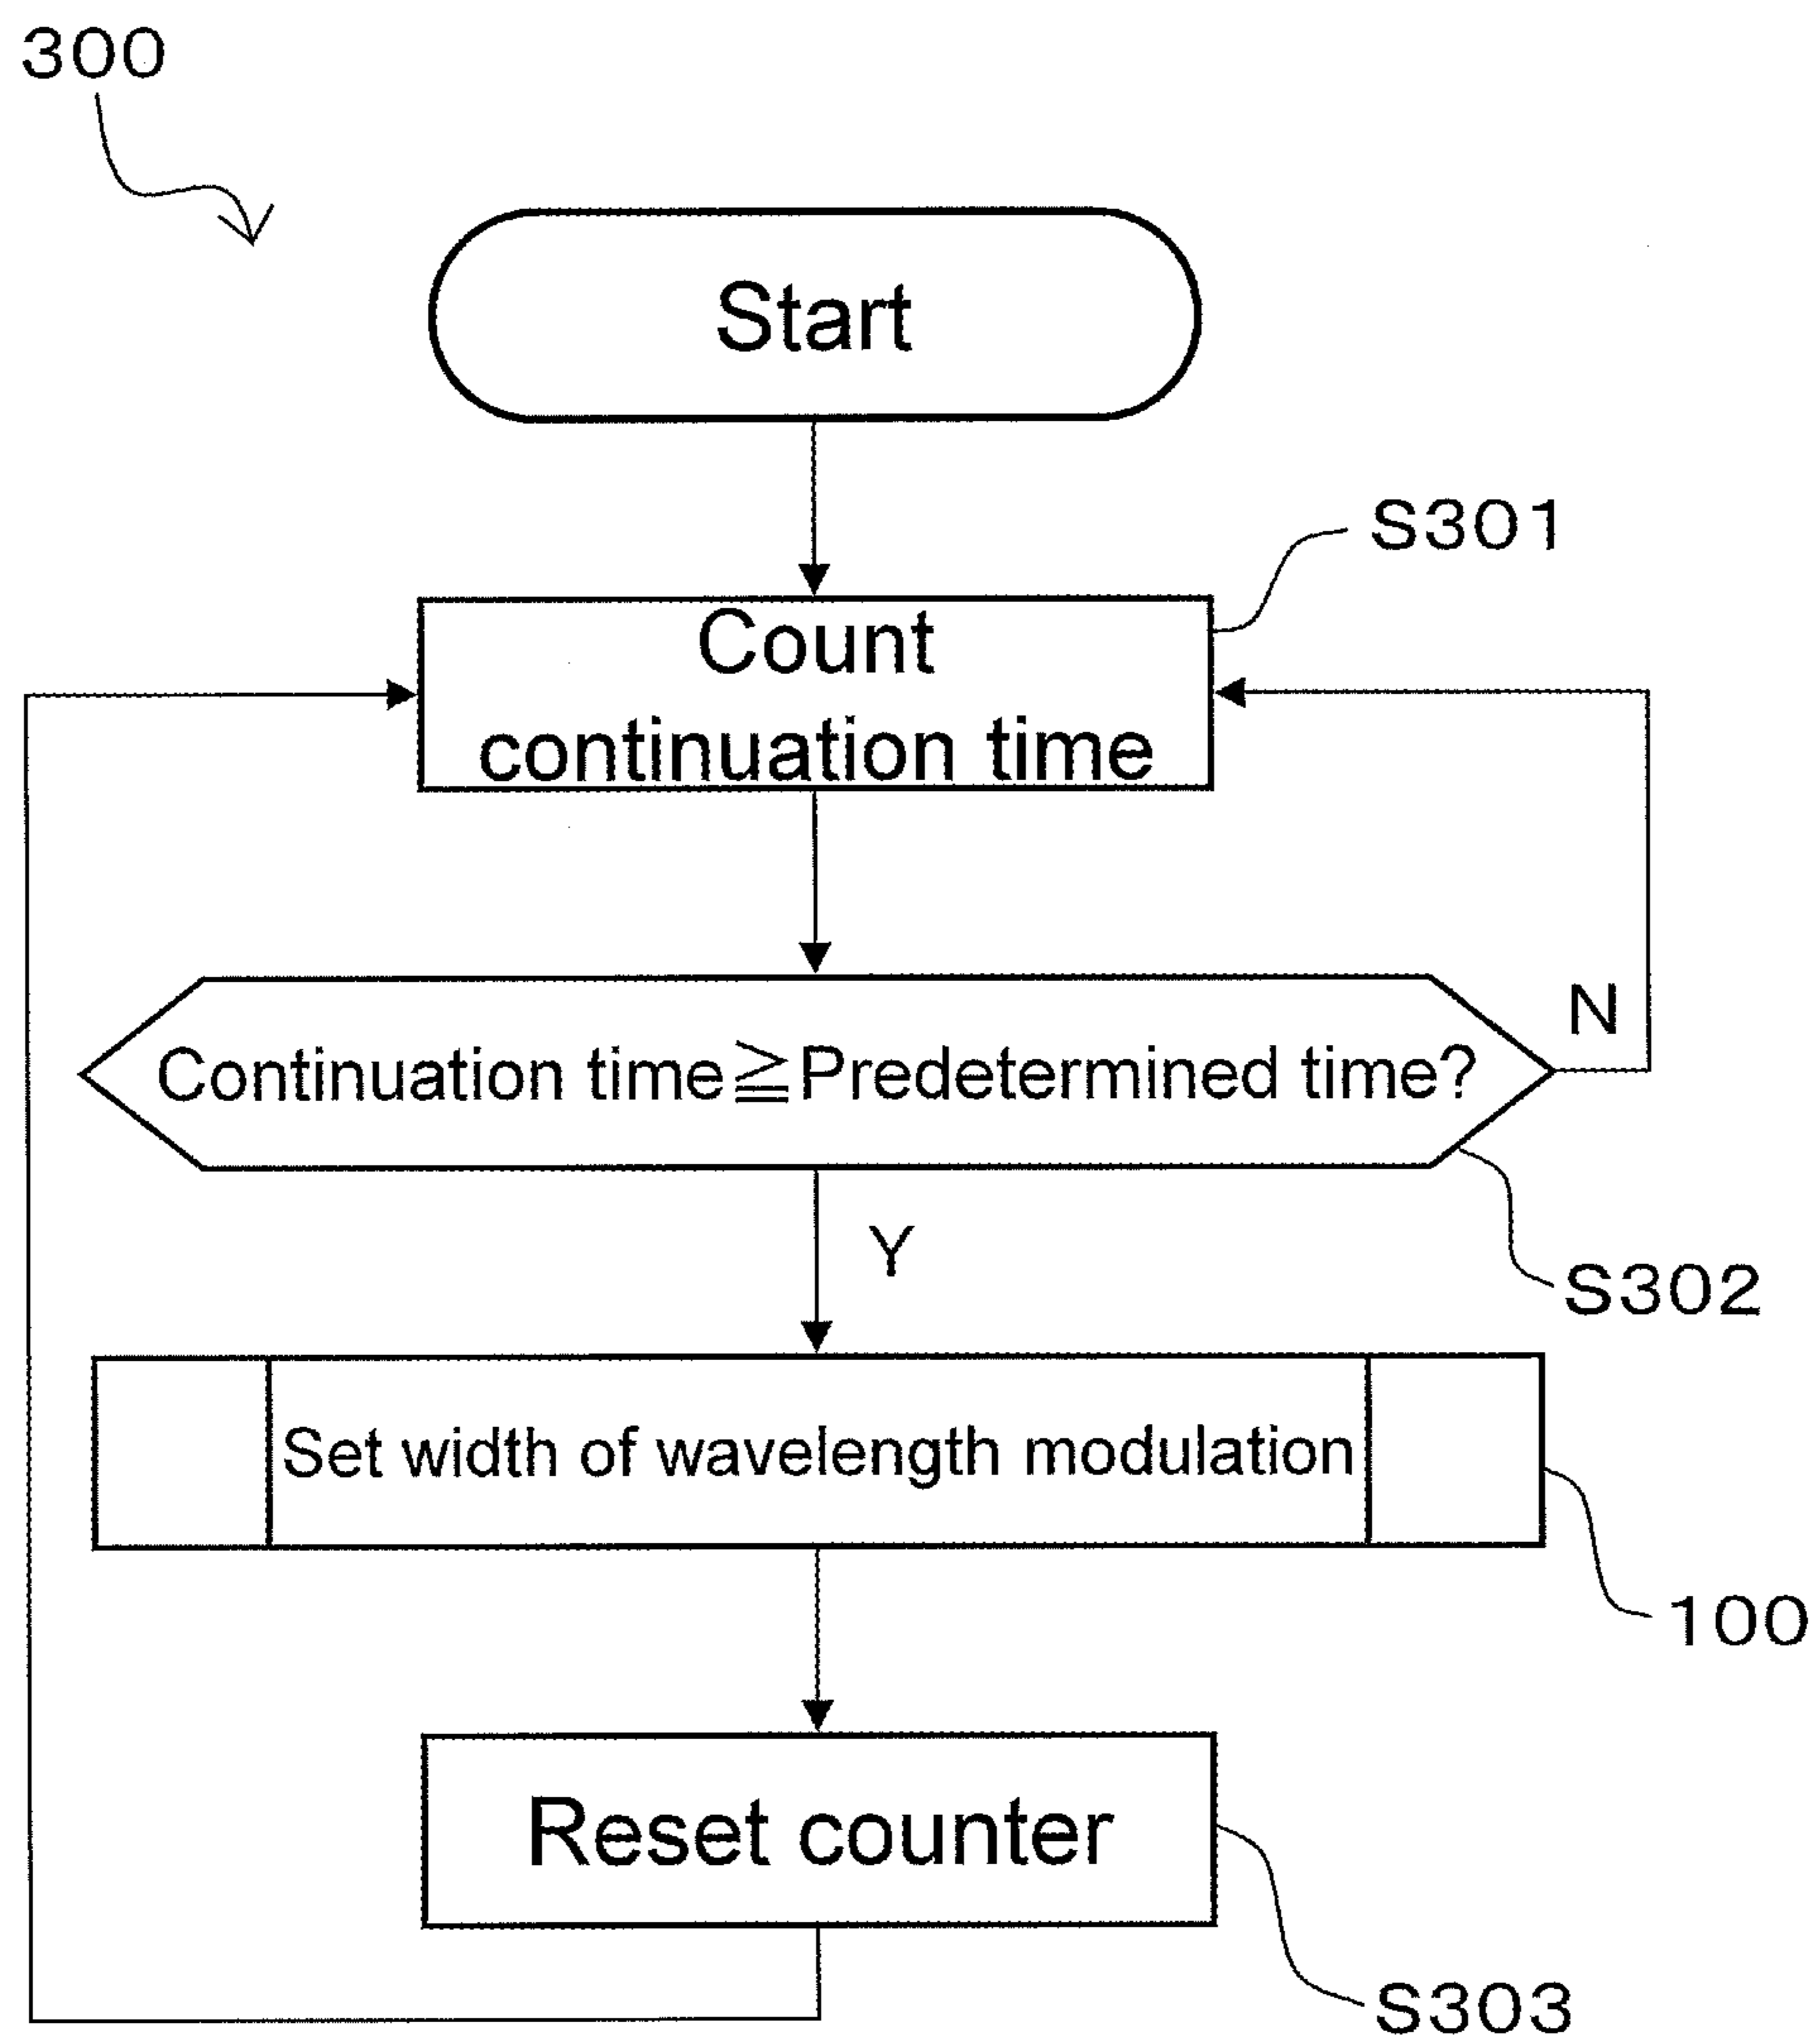 300
Start
S301
Count
continuation time
N
Continuation time≧Predetermined time?
Y
S302
Set width of wavelength modulation
100
Reset counter
S303